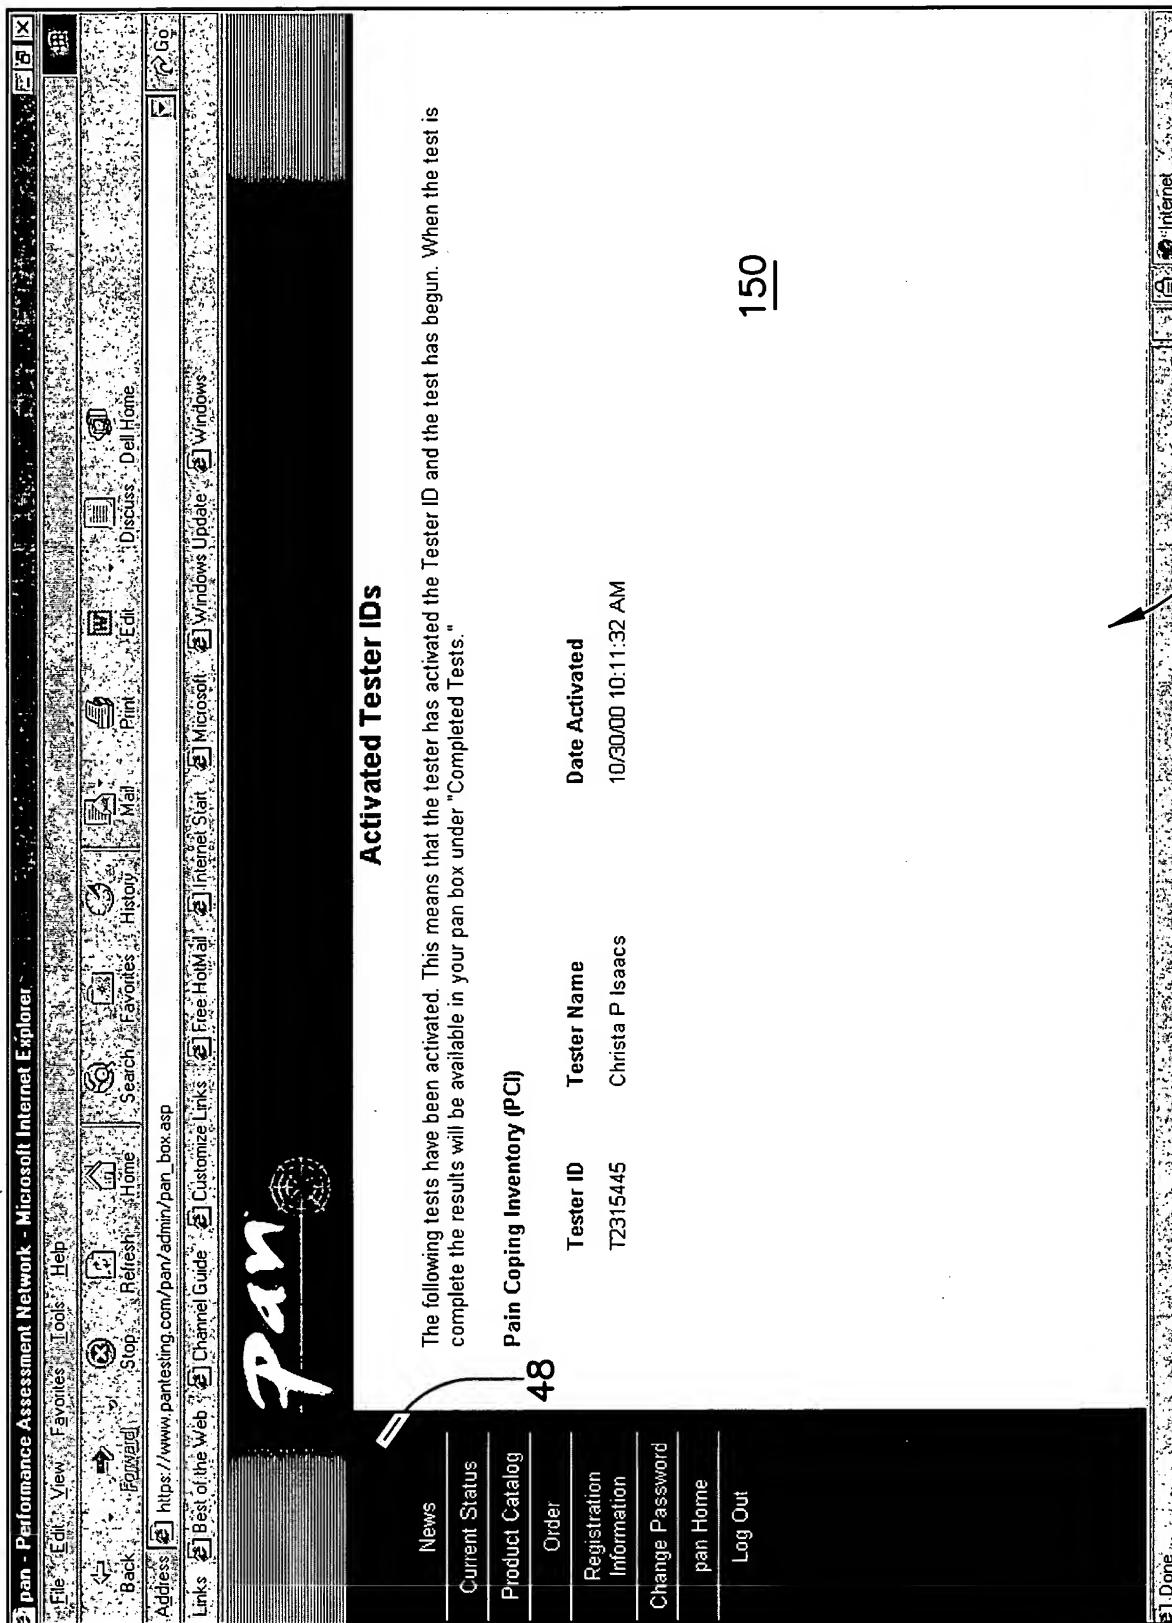 pan - Performance Assessment Network - Microsoft Internet Explorer
File Edit View Favorites Tools Help
Back Forward Stop Refresh Home Search Favorites History Mail Print Edit Discuss Dell Home
Address https://www.pantesting.com/pan/admin/pan_box.asp Go
Links Best of the Web Channel Guide Customize Links Free HotMail Internet Start Microsoft Windows Update Windows
pan
48
News
Current Status
Product Catalog
Order
Registration
Information
Change Password
pan Home
Log Out
Activated Tester IDs
The following tests have been activated. This means that the tester has activated the Tester ID and the test has begun. When the test is
complete the results will be available in your pan box under "Completed Tests."
Pain Coping Inventory (PCI)
Tester ID Tester Name Date Activated
T2315445 Christa P Isaacs 10/30/00 10:11:32 AM
150
Done Internet